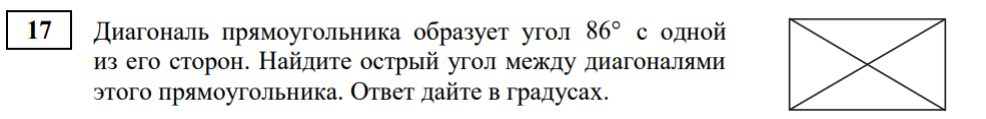 17 Диагональ прямоугольника образует угол 86° с одной
из его сторон. Найдите острый угол между диагоналями
этого прямоугольника. Ответ дайте в градусах.